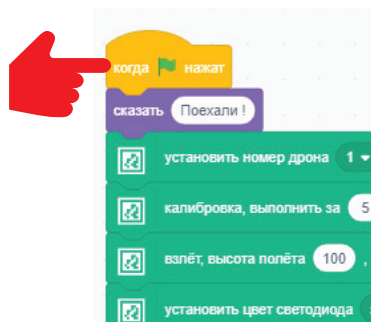 когда нажат
сказать Поехали !
установить номер дрона 1
калибровка, выполнить за 5
взлёт, высота полёта 100 ,
установить цвет светодиода